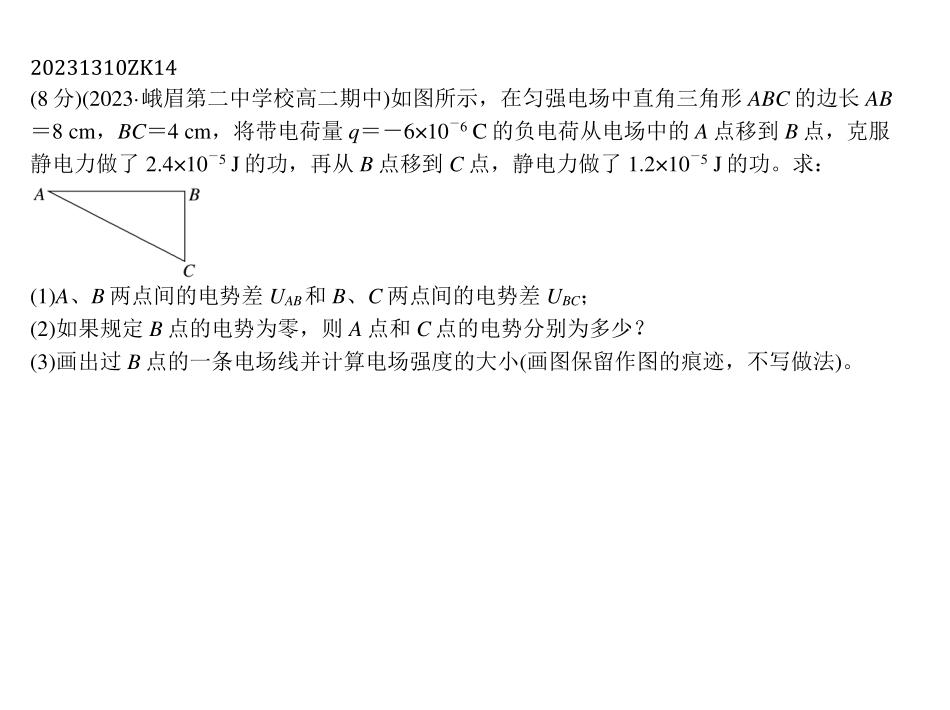 20231310ZK14
(8 分)(2023·峨眉第二中学校高二期中)如图所示，在匀强电场中直角三角形 ABC 的边长 AB
＝8 cm，BC＝4 cm，将带电荷量 q＝－6×10⁻⁶ C 的负电荷从电场中的 A 点移到 B 点，克服
静电力做了 2.4×10⁻⁵ J 的功，再从 B 点移到 C 点，静电力做了 1.2×10⁻⁵ J 的功。求：
A B
C
(1)A、B 两点间的电势差 U_AB 和 B、C 两点间的电势差 U_BC；
(2)如果规定 B 点的电势为零，则 A 点和 C 点的电势分别为多少？
(3)画出过 B 点的一条电场线并计算电场强度的大小(画图保留作图的痕迹，不写做法)。